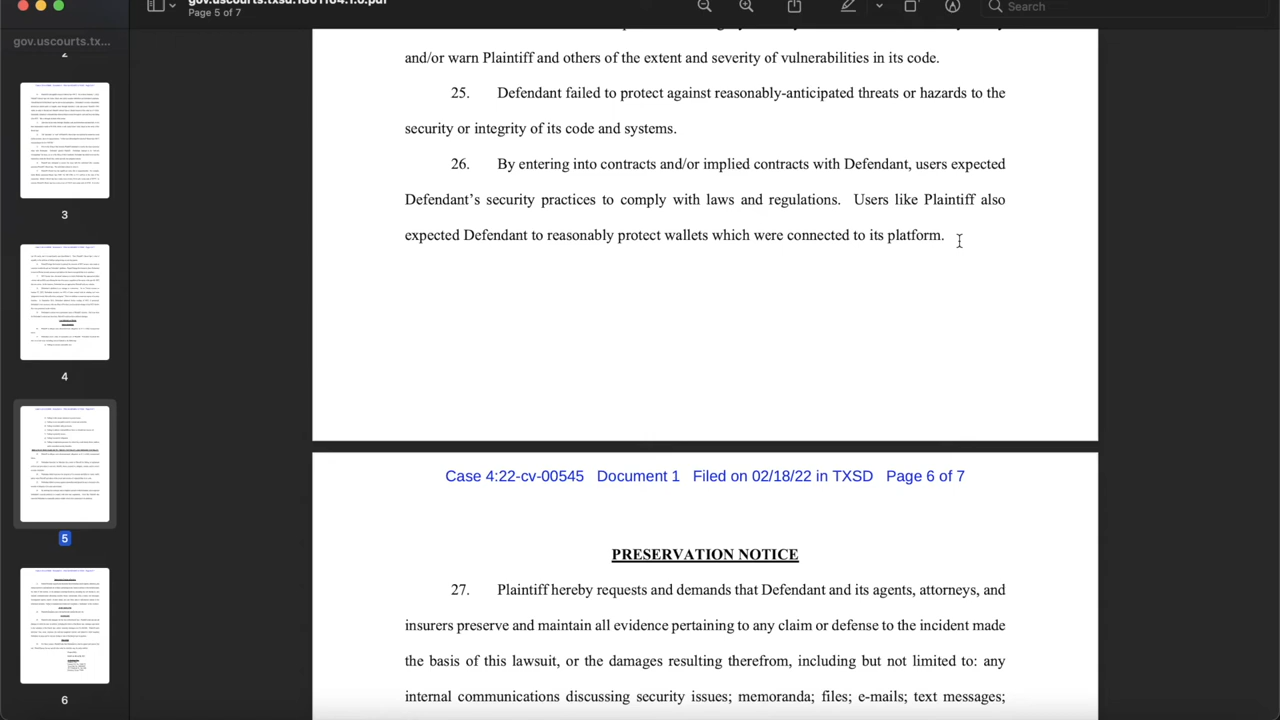 Page 5 of 7
Search
gov.uscourts.tx...
2
3
4
5
6
and/or warn Plaintiff and others of the extent and severity of vulnerabilities in its code.
25. Defendant failed to protect against reasonably anticipated threats or hazards to the
security integrity of its code and systems.
26. Upon entering into contracts and/or implied contracts with Defendant, users expected
Defendant's security practices to comply with laws and regulations. Users like Plaintiff also
expected Defendant to reasonably protect wallets which were connected to its platform.
Case 4:22-cv-00545 Document 1 Filed on 02/18/22 in TXSD Page 6 of 7
PRESERVATION NOTICE
27. Plaintiff hereby requests and demands that Defendant and its agents, attorneys, and
insurers preserve and maintain all evidence pertaining to any claim or defense to the incident made
the basis of this lawsuit, or the damages resulting therefrom, including but not limited to: any
internal communications discussing security issues; memoranda; files; e-mails; text messages;